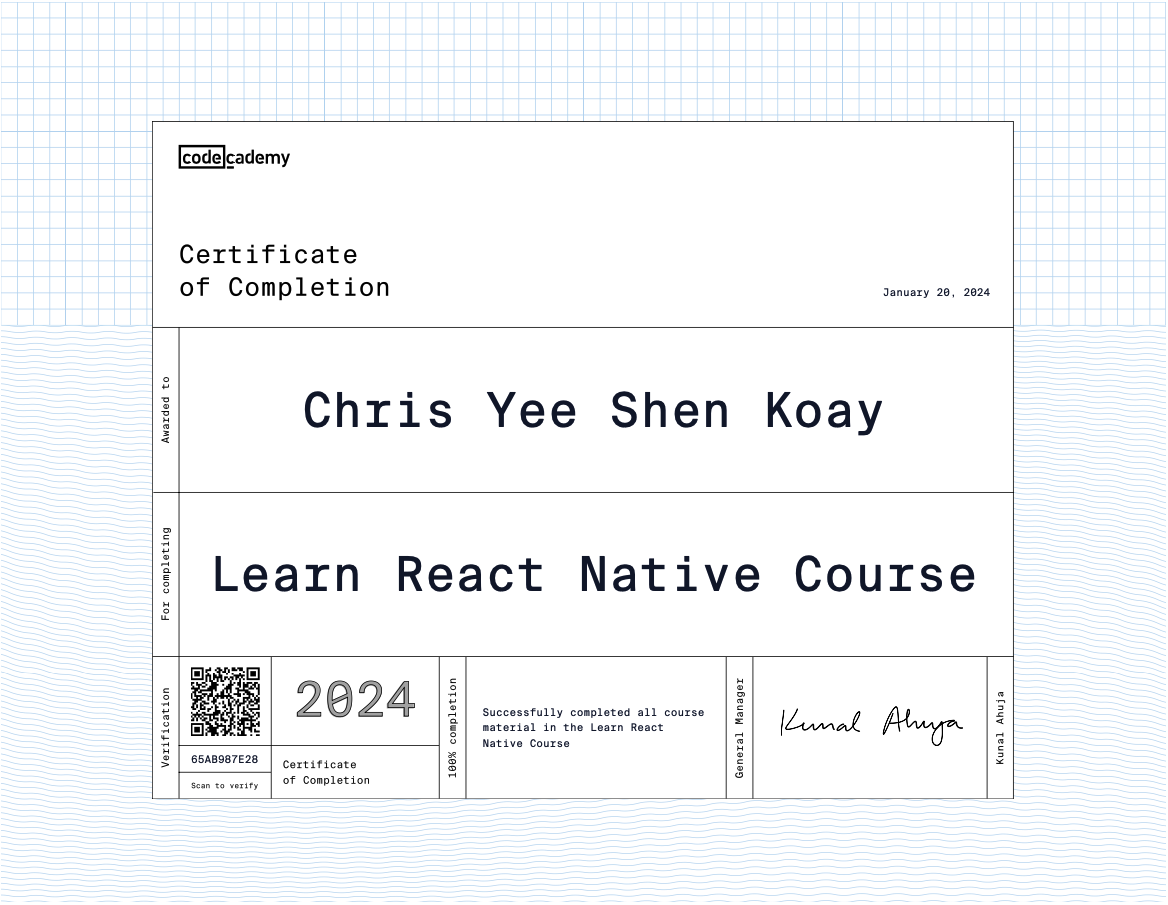 codecademy
Certificate
of Completion
January 20, 2024
Awarded to
Chris Yee Shen Koay
For completing
Learn React Native Course
Verification
65AB987E28
Scan to verify
2024
Certificate
of Completion
100% completion
Successfully completed all course
material in the Learn React
Native Course
General Manager
Kunal Ahuja
Kunal Ahuja